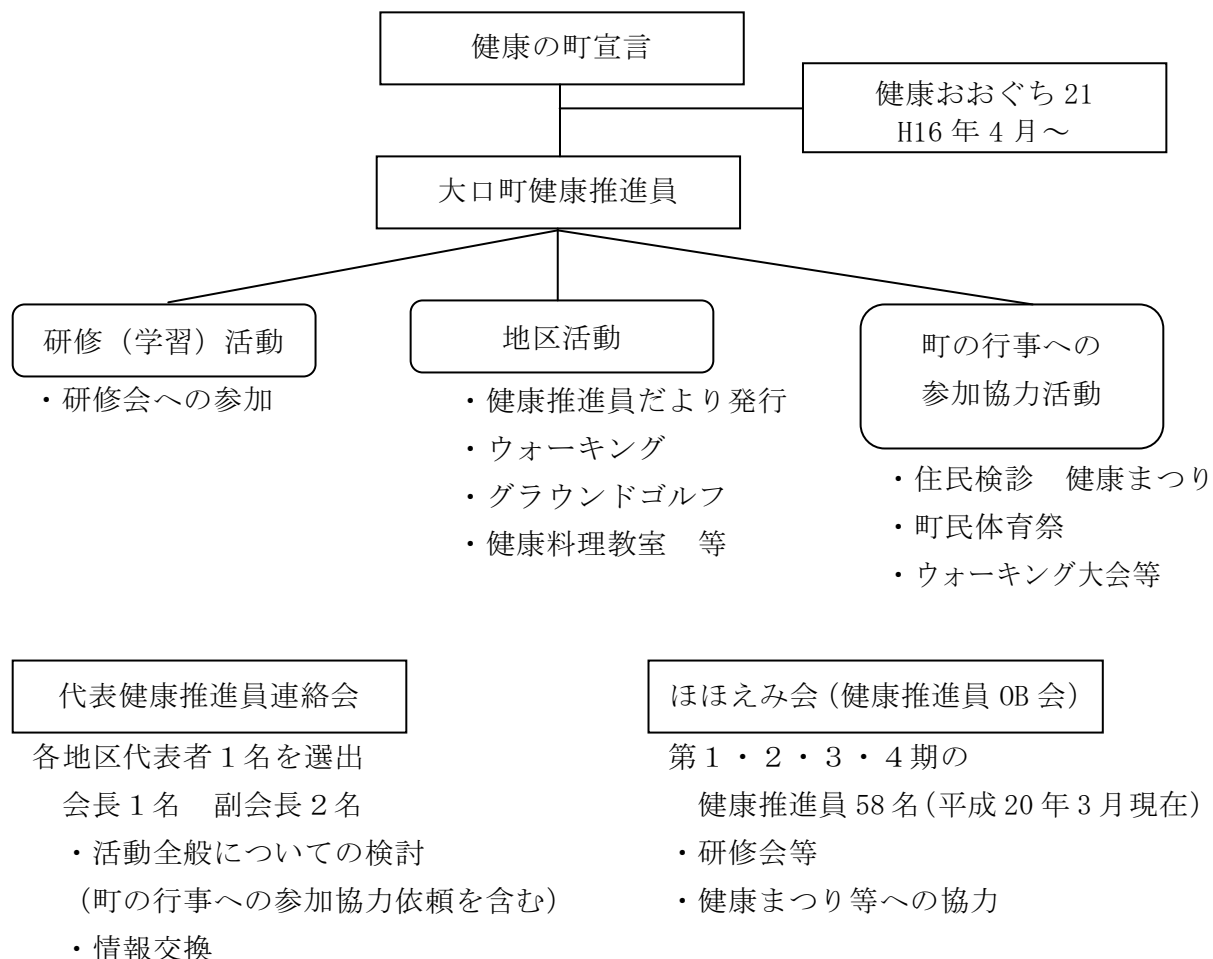 健康の町宣言
健康おおぐち 21
H16 年 4 月～
大口町健康推進員
研修（学習）活動
・研修会への参加
地区活動
・健康推進員だより発行
・ウォーキング
・グラウンドゴルフ
・健康料理教室　等
町の行事への
参加協力活動
・住民検診　健康まつり
・町民体育祭
・ウォーキング大会等
代表健康推進員連絡会
各地区代表者１名を選出
会長１名　副会長２名
・活動全般についての検討
（町の行事への参加協力依頼を含む）
・情報交換
ほほえみ会（健康推進員 OB 会）
第１・２・３・４期の
健康推進員 58 名（平成 20 年 3 月現在）
・研修会等
・健康まつり等への協力